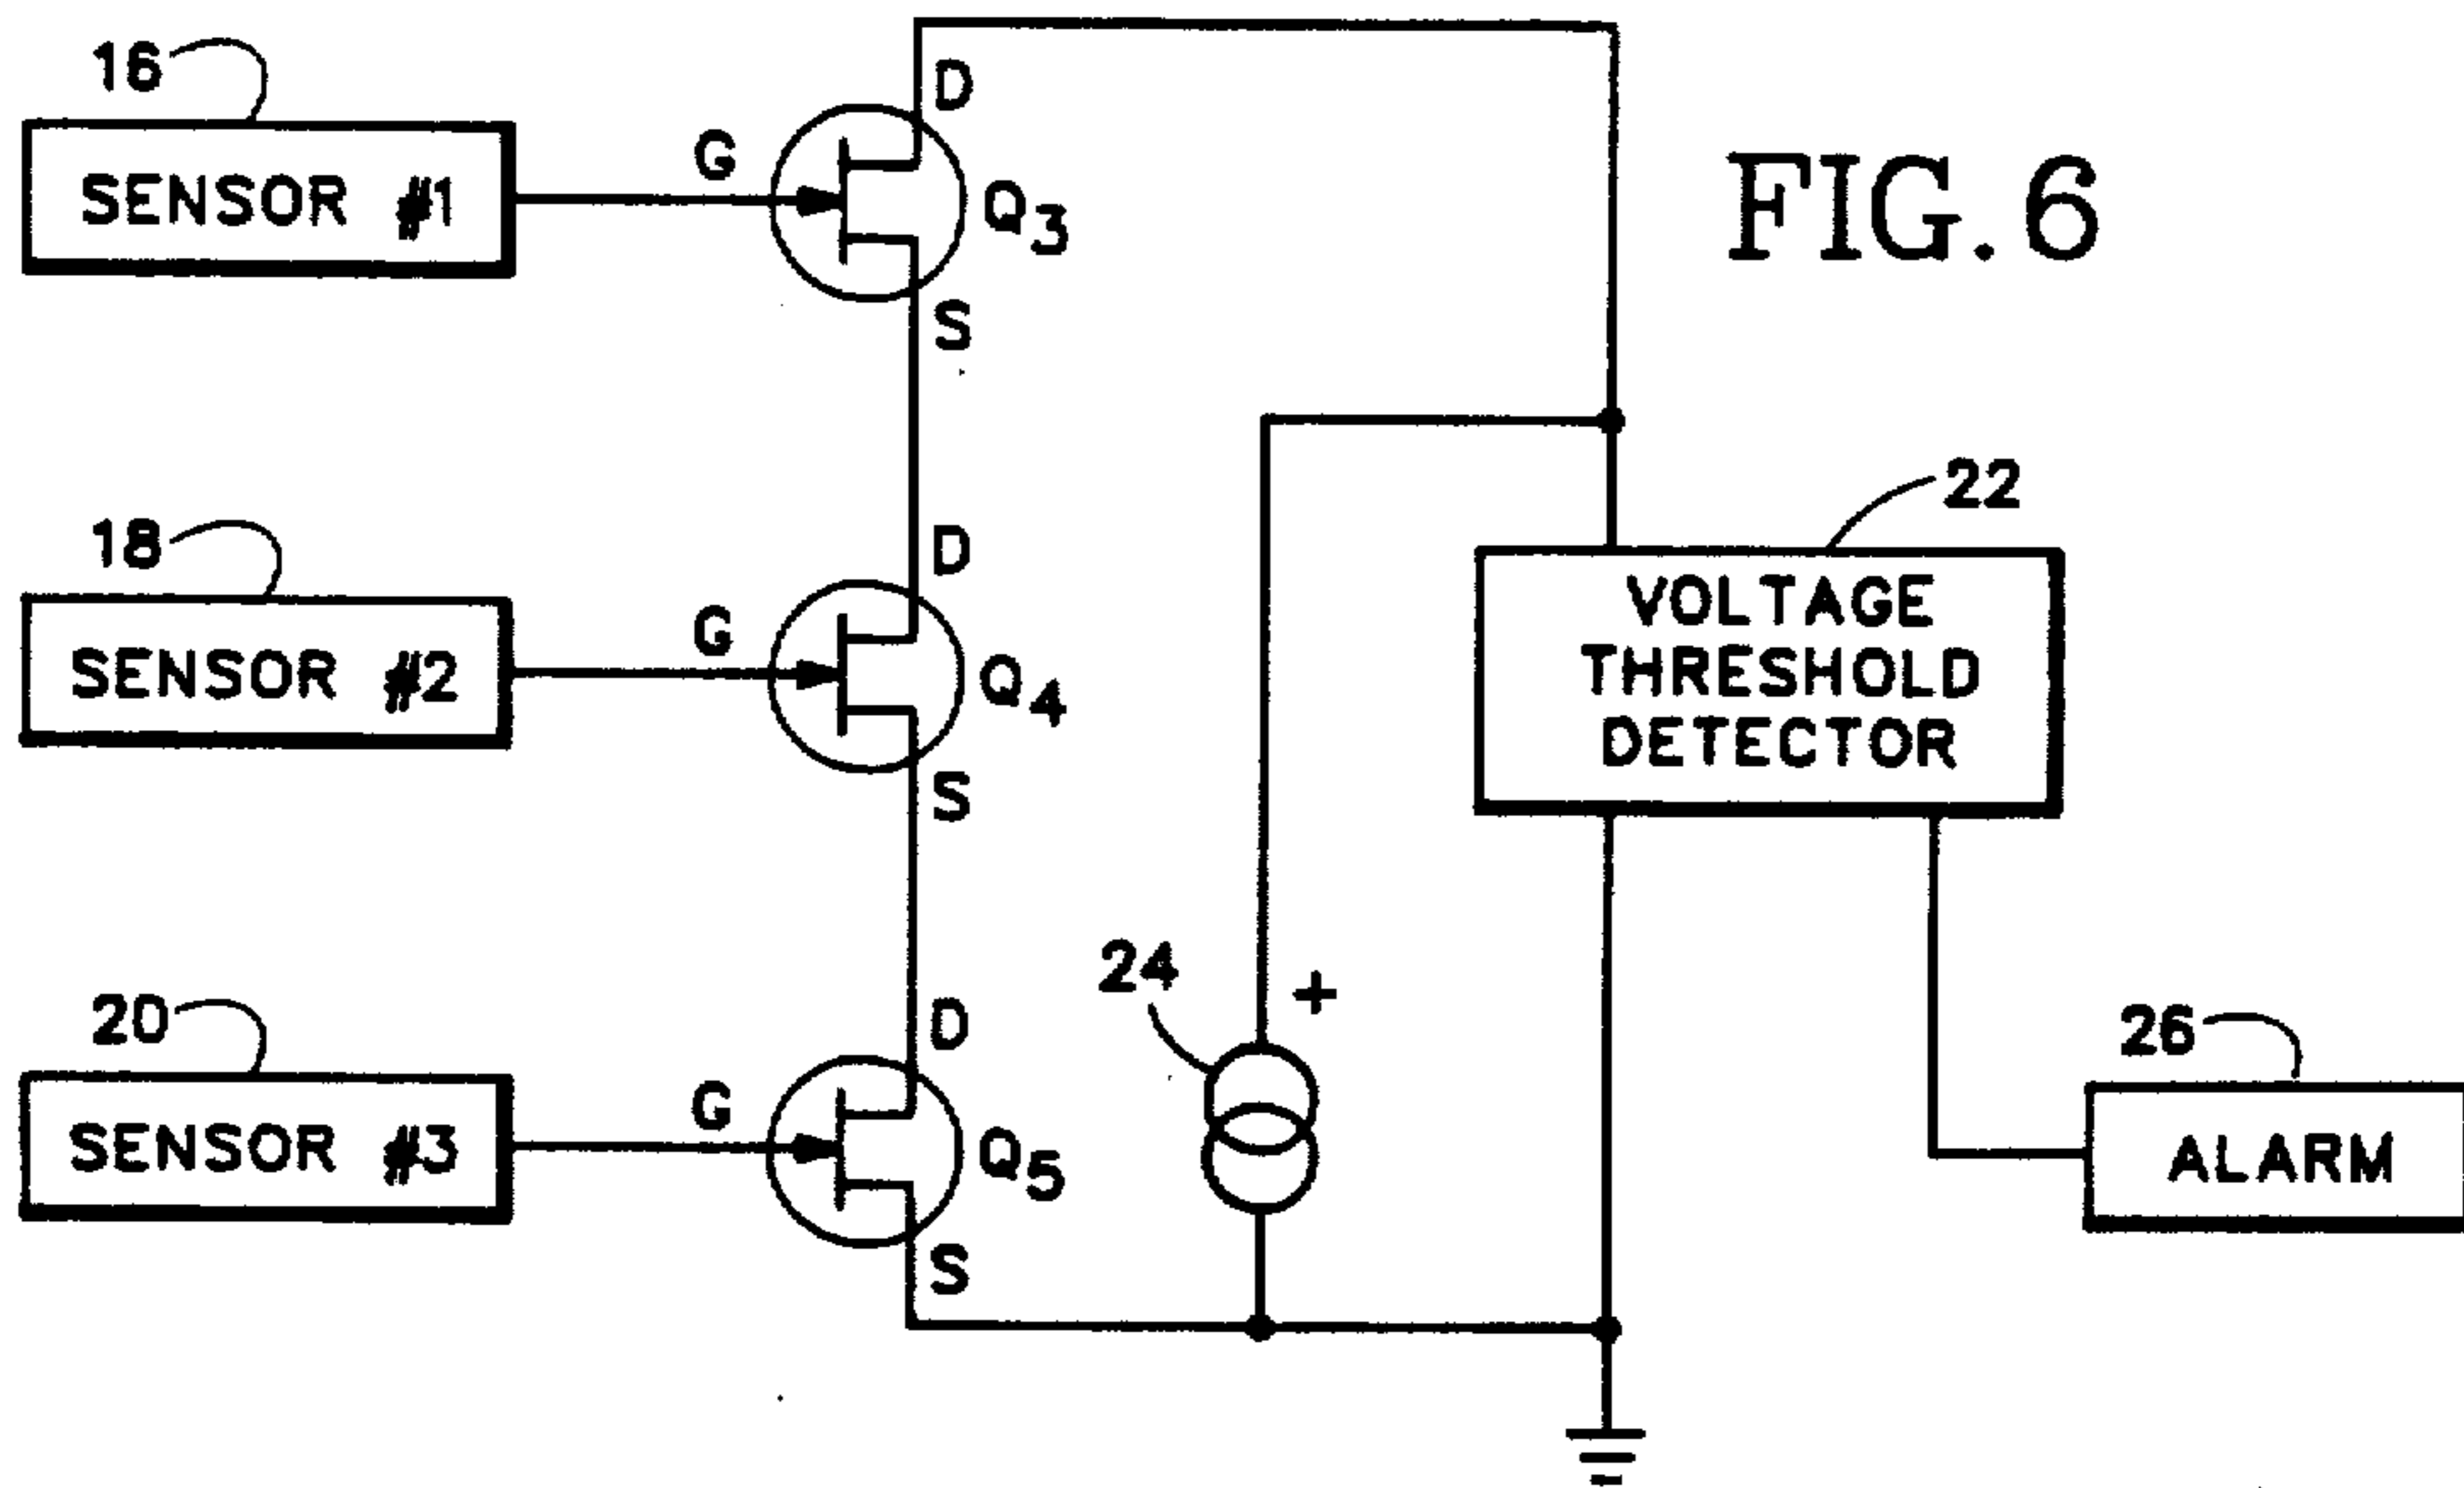 16
SENSOR #1
G
D
Q3
S
FIG. 6
18
SENSOR #2
G
D
Q4
S
22
VOLTAGE
THRESHOLD
DETECTOR
20
SENSOR #3
G
D
Q5
S
24
+
26
ALARM